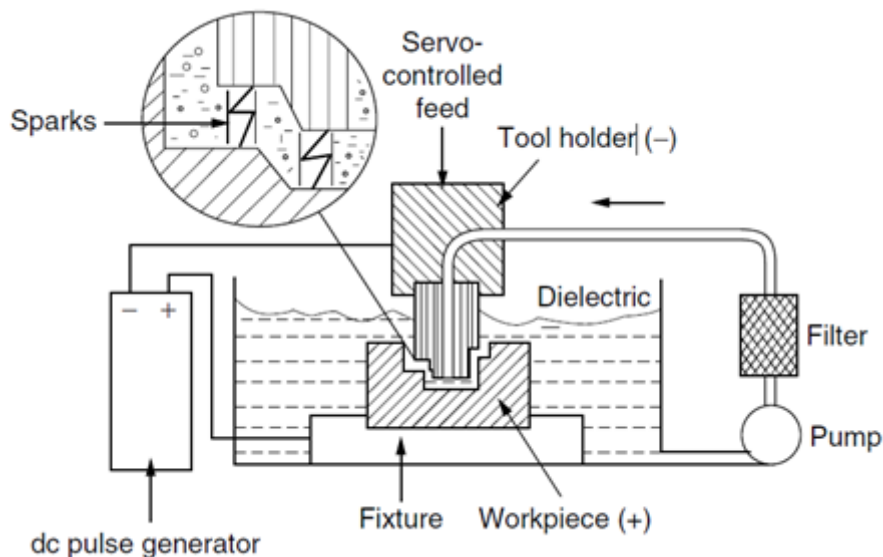 Servo-
controlled
feed
Sparks
Tool holder (−)
Dielectric
− +
Filter
Pump
Fixture
Workpiece (+)
dc pulse generator